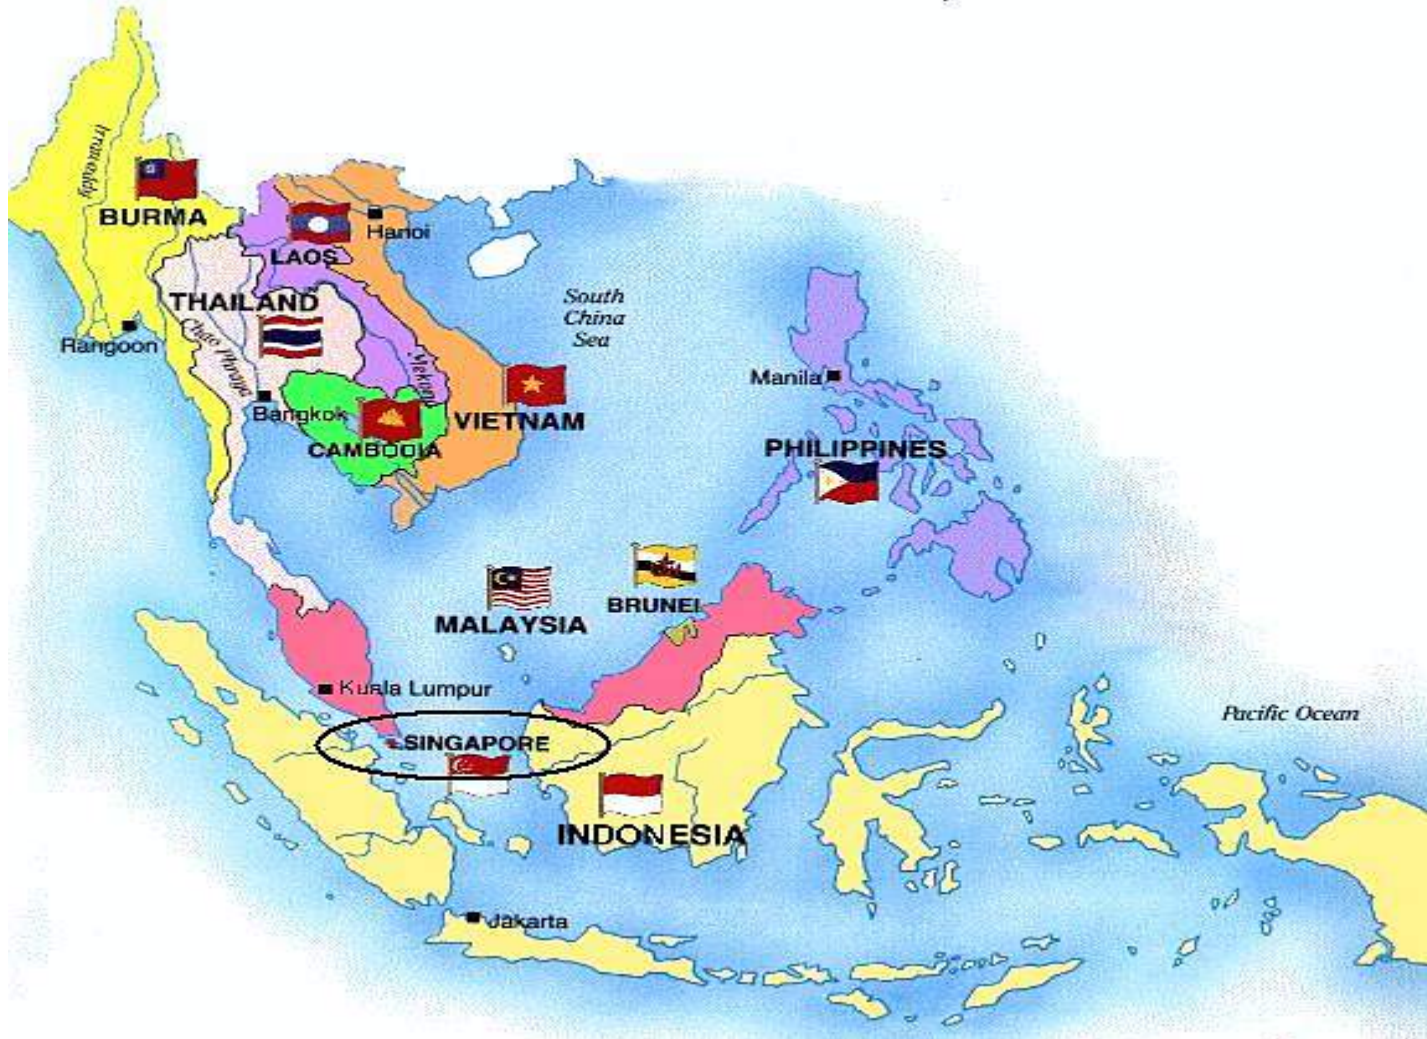 Irrawaddy
BURMA
Hanoi
LAOS
THAILAND
South
China
Sea
Rangoon
Chao Phraya
Mekong
Manila
Bangkok
VIETNAM
CAMBODIA
PHILIPPINES
BRUNEI
MALAYSIA
Kuala Lumpur
Pacific Ocean
SINGAPORE
INDONESIA
Jakarta